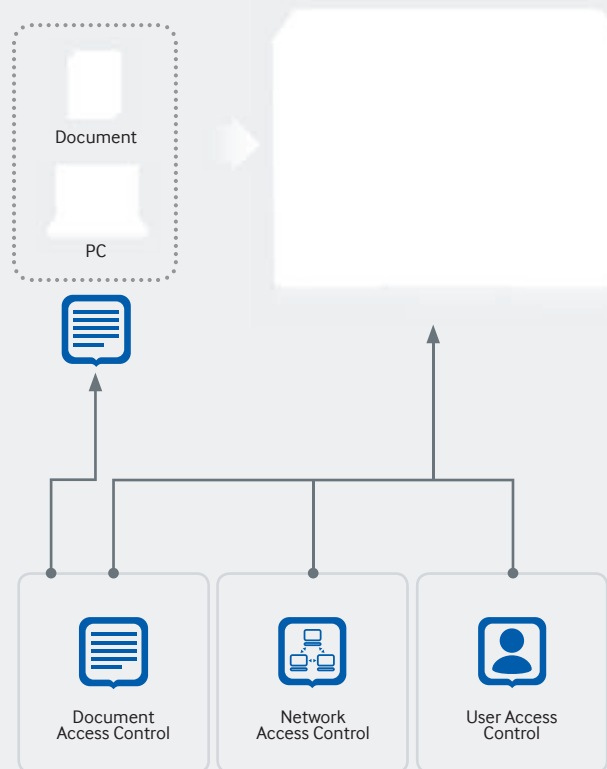 Document
PC
Document
Access Control
Network
Access Control
User Access
Control